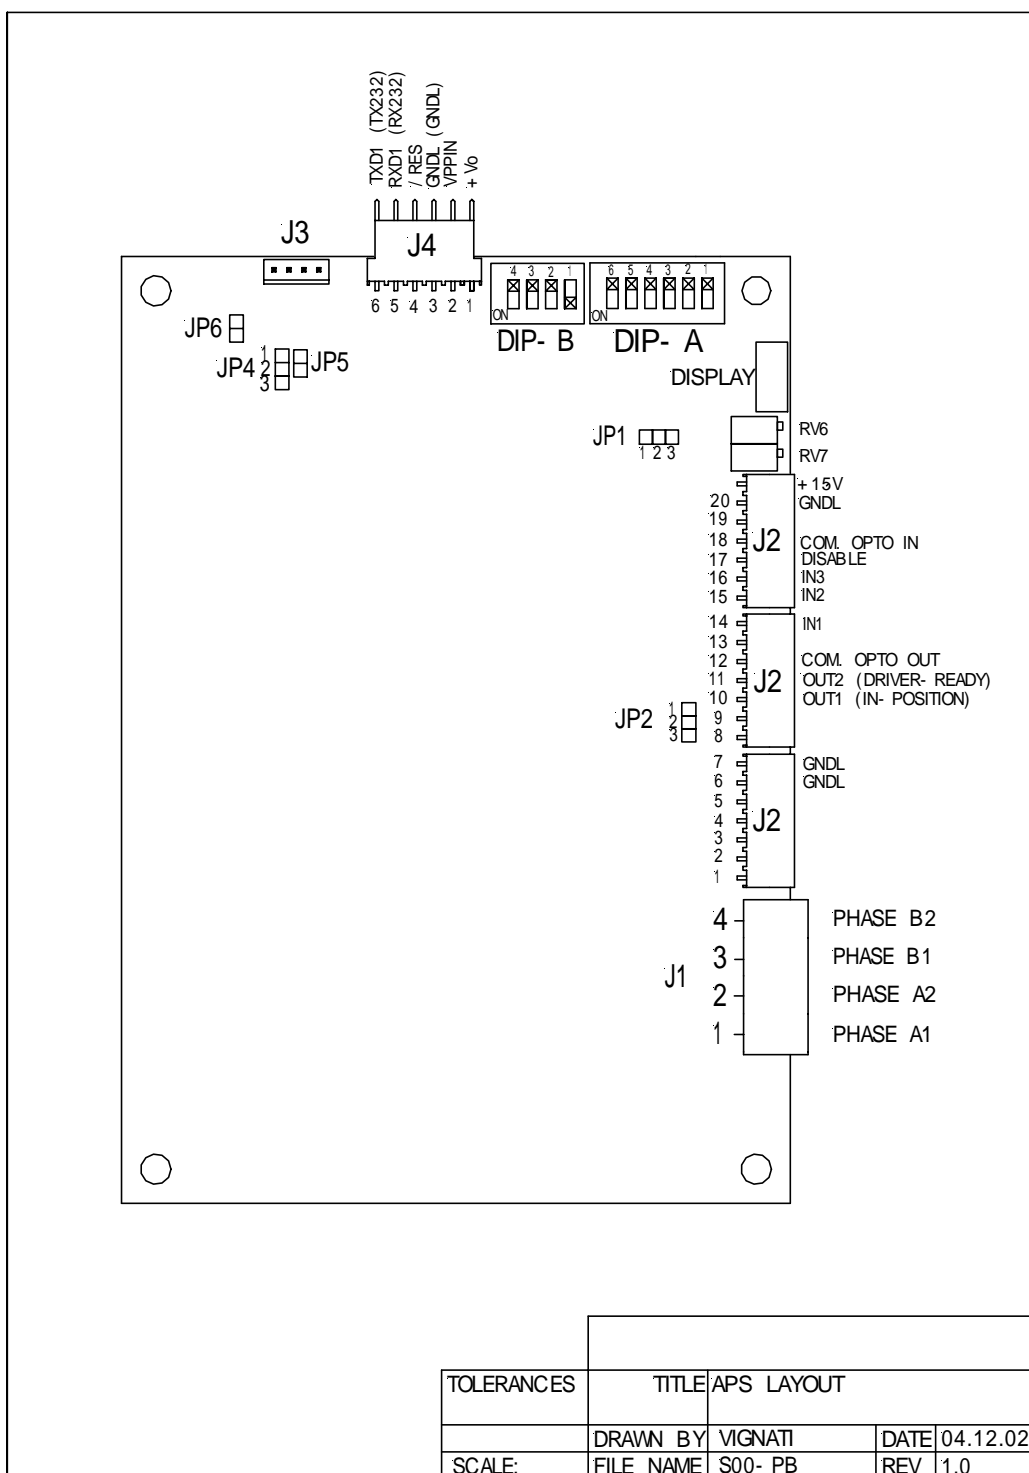 TXD1 (TX232)
RXD1 (RX232)
/ RES
GNDL (GNDL)
VPPIN
+ Vo
J3
J4
6 5 4 3 2 1
4 3 2 1
ON
DIP- B
6 5 4 3 2 1
ON
DIP- A
JP6
JP4
1
2
3
JP5
DISPLAY
JP1
1 2 3
RV6
RV7
+ 15V
20 GNDL
19
18 COM. OPTO IN
17 DISABLE
16 IN3
15 IN2
J2
14 IN1
13
12 COM. OPTO OUT
11 OUT2 (DRIVER- READY)
10 OUT1 (IN- POSITION)
9
8
J2
JP2
1
2
3
7 GNDL
6 GNDL
5
4
3
2
1
J2
J1
4 PHASE B2
3 PHASE B1
2 PHASE A2
1 PHASE A1
TOLERANCES TITLE APS LAYOUT
DRAWN BY VIGNATI DATE 04.12.02
SCALE: FILE NAME S00- PB REV 1.0